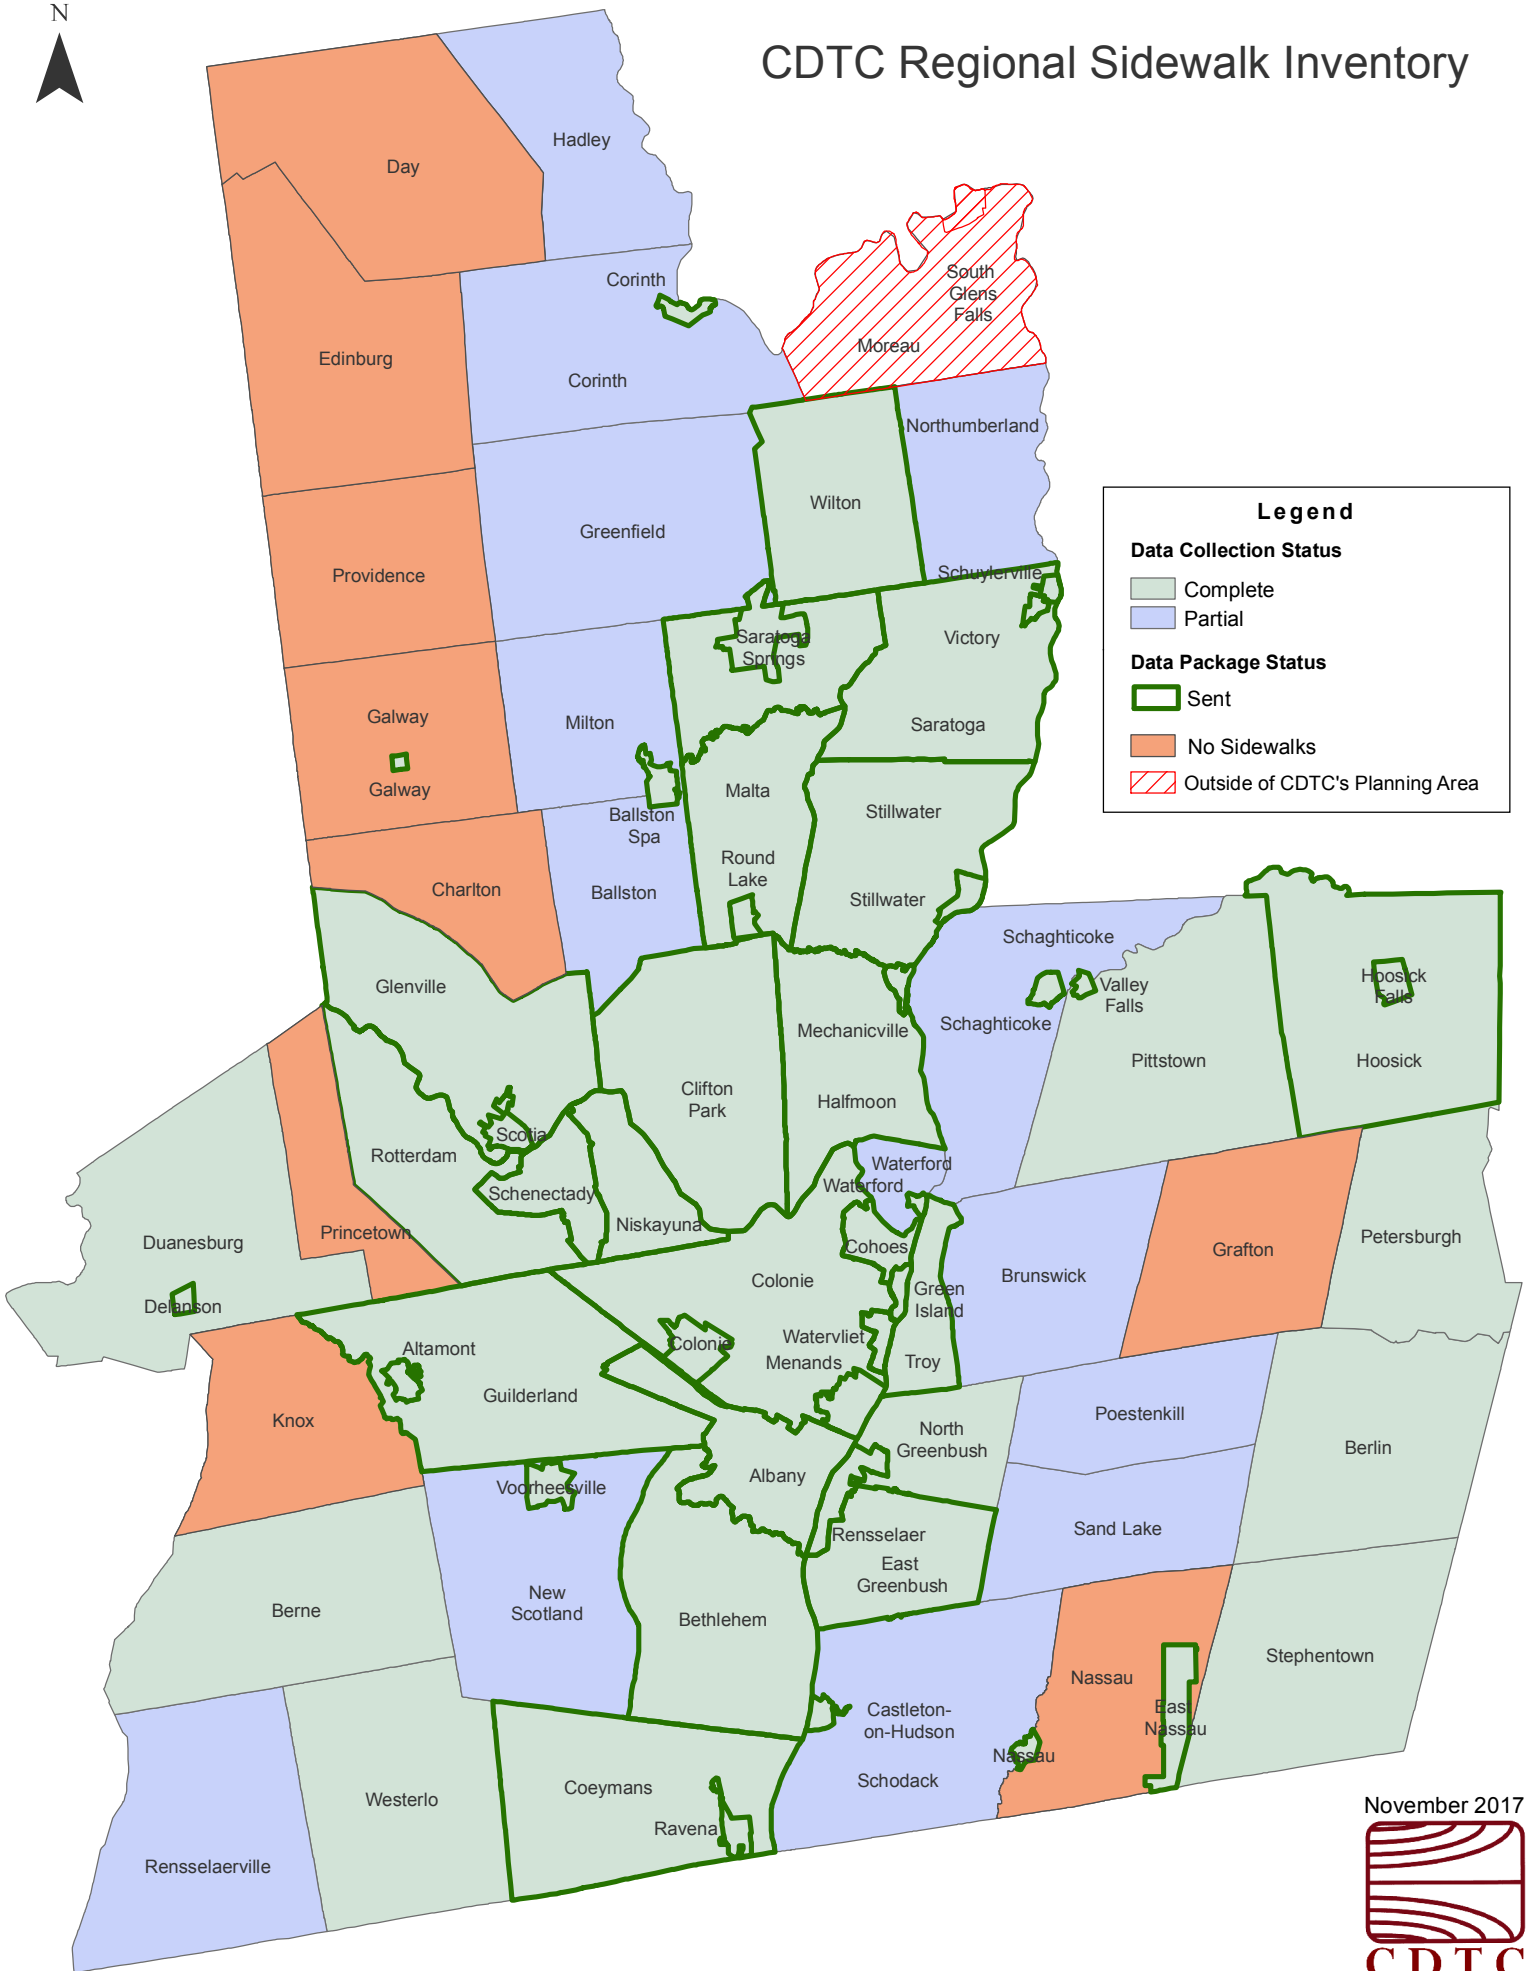 N
CDTC Regional Sidewalk Inventory
Hadley
Day
South
Glens
Falls
Corinth
Moreau
Edinburg
Corinth
Northumberland
Wilton
Greenfield
Legend
Data Collection Status
Complete
Partial
Data Package Status
Sent
No Sidewalks
Outside of CDTC's Planning Area
Schuylerville
Providence
Saratoga
Springs
Victory
Galway
Milton
Saratoga
Galway
Malta
Stillwater
Ballston
Spa
Round
Lake
Charlton
Ballston
Stillwater
Schaghticoke
Glenville
Valley
Falls
Hoosick
Falls
Mechanicville
Schaghticoke
Pittstown
Hoosick
Clifton
Park
Halfmoon
Scotia
Rotterdam
Waterford
Waterford
Schenectady
Niskayuna
Princetown
Duanesburg
Cohoes
Grafton
Petersburgh
Colonie
Brunswick
Green
Island
Delanson
Altamont
Colonie
Watervliet
Menands
Troy
Guilderland
Knox
Poestenkill
North
Greenbush
Berlin
Albany
Voorheesville
Rensselaer
Sand Lake
East
Greenbush
New
Scotland
Berne
Bethlehem
Stephentown
Nassau
Castleton-
on-Hudson
East
Nassau
Nassau
Schodack
Coeymans
Westerlo
Ravena
Rensselaerville
November 2017
CDTC